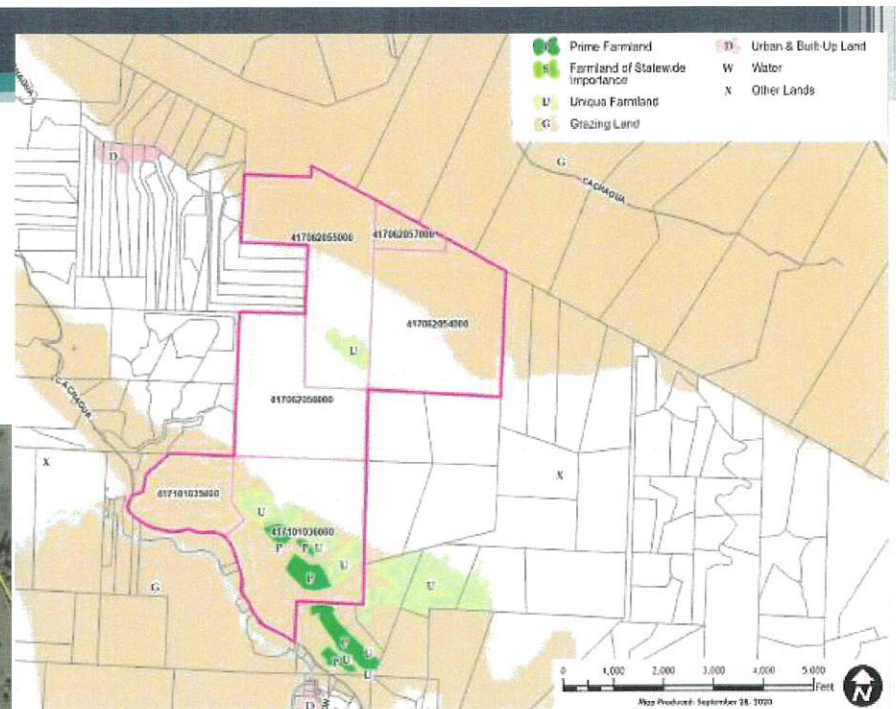 P Prime Farmland
S Farmland of Statewide
Importance
U Unique Farmland
G Grazing Land
D Urban & Built-Up Land
W Water
X Other Lands
D
G
CACHAGUA
417062055000
417062057000
417062054000
U
417062056000
CACHAGUA
X
X
417101035000
U
417101036000
P
P U
U
P
U
G
P
P U
U
U
D
W
0 1,000 2,000 3,000 4,000 5,000
Feet
N
Map Produced: September 28, 2020